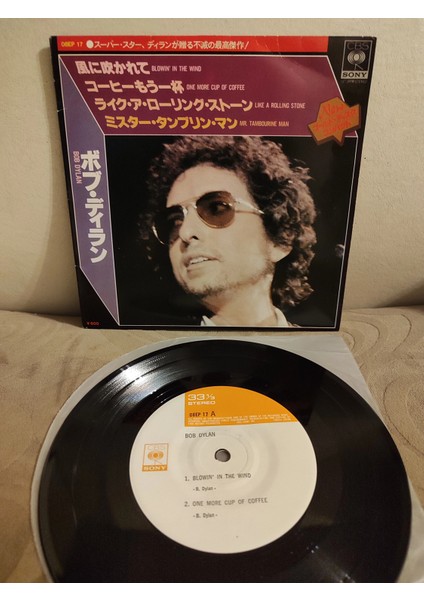 08EP 17
●スーパー・スター、ディランが綴る不滅の最高傑作!
CBS
SONY
風に吹かれて BLOWIN' IN THE WIND
コーヒーもう一杯 ONE MORE CUP OF COFFEE
ライク・ア・ローリング・ストーン LIKE A ROLLING STONE
ミスター・タンブリン・マン MR. TAMBOURINE MAN
ボブ・ディラン
BOB DYLAN
33⅓
STEREO
08EP 17 A
BOB DYLAN
SONY
1. BLOWIN' IN THE WIND
-B. Dylan-
2. ONE MORE CUP OF COFFEE
-B. Dylan-